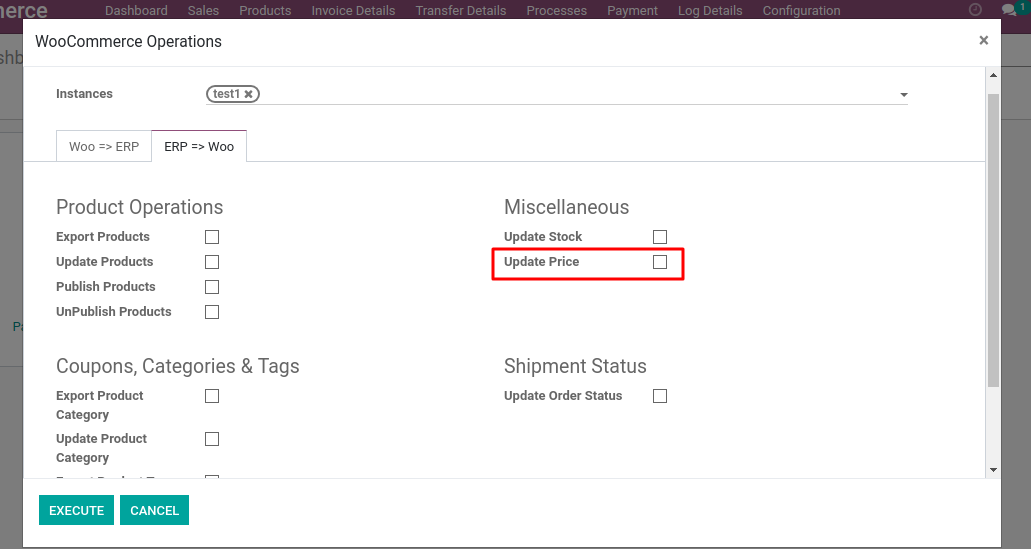 erce
Dashboard Sales Products Invoice Details Transfer Details Processes Payment Log Details Configuration
1
WooCommerce Operations
×
shb
Instances
test1 ×
Woo => ERP
ERP => Woo
Product Operations
Export Products
Update Products
Publish Products
UnPublish Products
Miscellaneous
Update Stock
Update Price
Pa
Coupons, Categories & Tags
Export Product
Category
Update Product
Category
Shipment Status
Update Order Status
EXECUTE
CANCEL